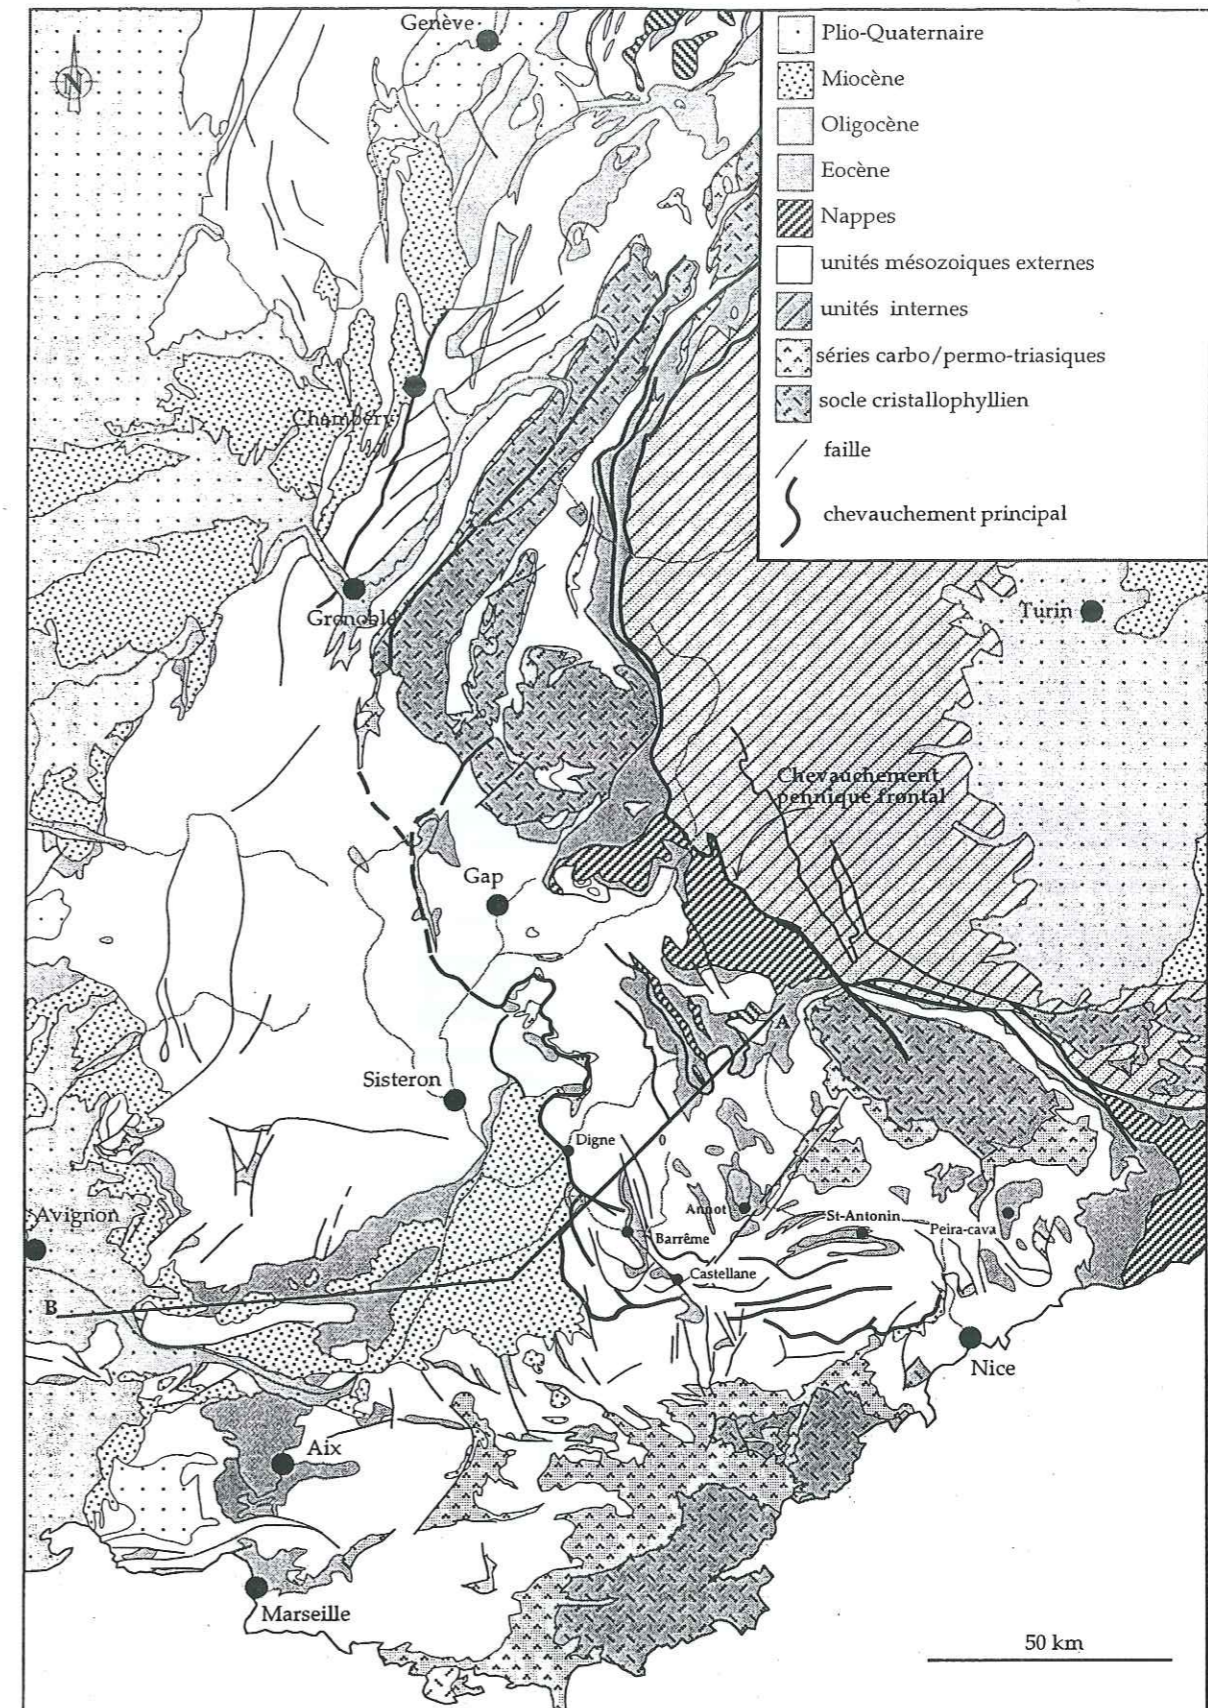 Genève
N
Plio-Quaternaire
Miocène
Oligocène
Eocène
Nappes
unités mésozoiques externes
unités internes
séries carbo/permo-triasiques
socle cristallophyllien
faille
chevauchement principal
Chambéry
Grenoble
Turin
Chevauchement
pennique frontal
Gap
A
Sisteron
Digne
Avignon
Annot
St-Antonin
Peira-cava
Barrême
Castellane
B
Nice
Aix
Marseille
50 km